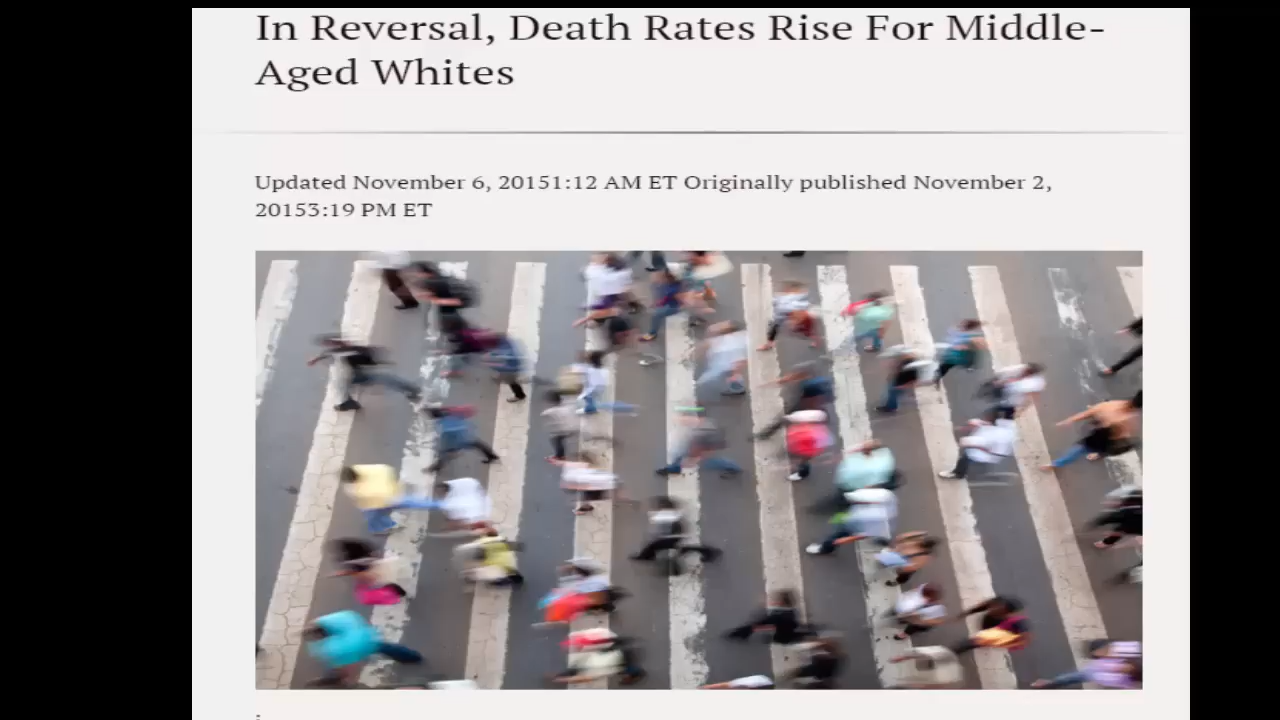 In Reversal, Death Rates Rise For Middle-
Aged Whites
Updated November 6, 20151:12 AM ET Originally published November 2,
20153:19 PM ET